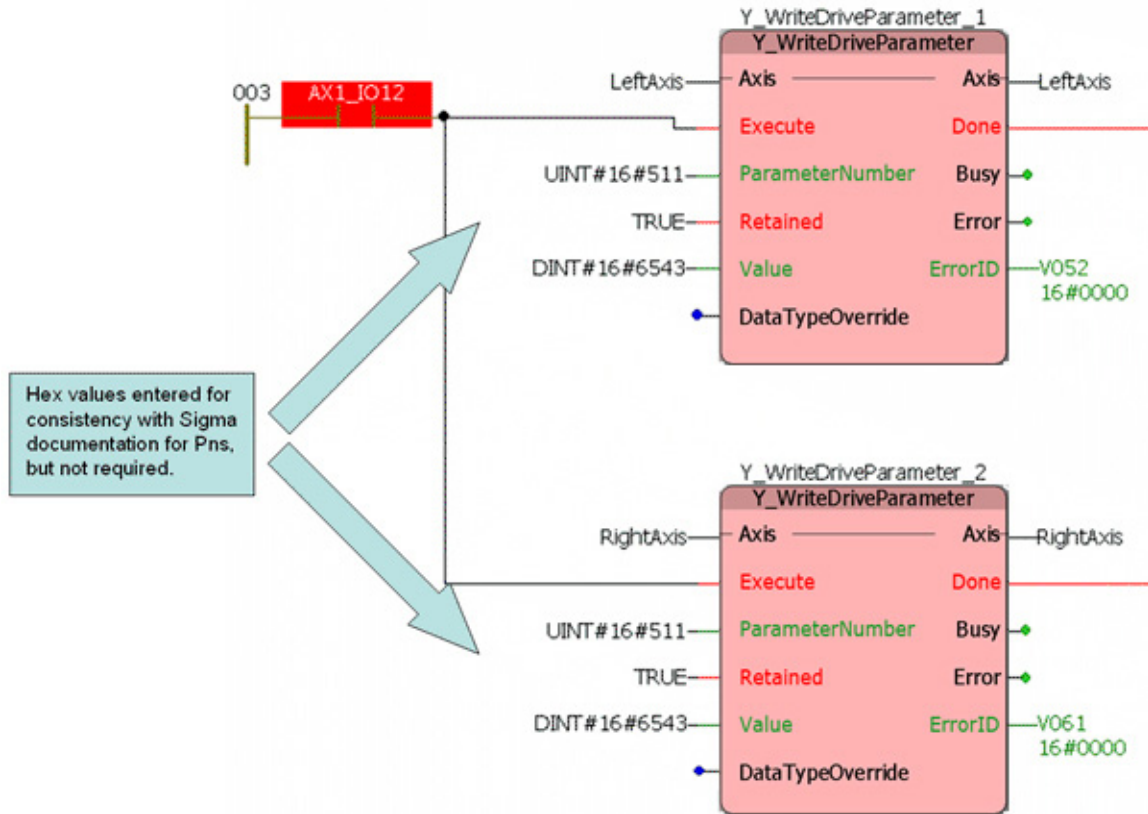 Y_WriteDriveParameter_1
Y_WriteDriveParameter
003 AX1_IO12
LeftAxis Axis Axis LeftAxis
Execute Done
UINT#16#511 ParameterNumber Busy
TRUE Retained Error
DINT#16#6543 Value ErrorID V052
16#0000
DataTypeOverride
Hex values entered for
consistency with Sigma
documentation for Pns,
but not required.
Y_WriteDriveParameter_2
Y_WriteDriveParameter
RightAxis Axis Axis RightAxis
Execute Done
UINT#16#511 ParameterNumber Busy
TRUE Retained Error
DINT#16#6543 Value ErrorID V061
16#0000
DataTypeOverride